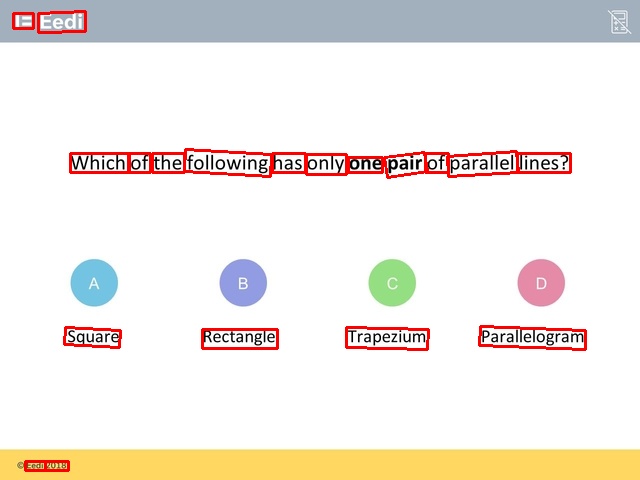 Eedi
Which of the following has only one pair of parallel lines?
A B C D
Square Rectangle Trapezium Parallelogram
© Eedi 2018